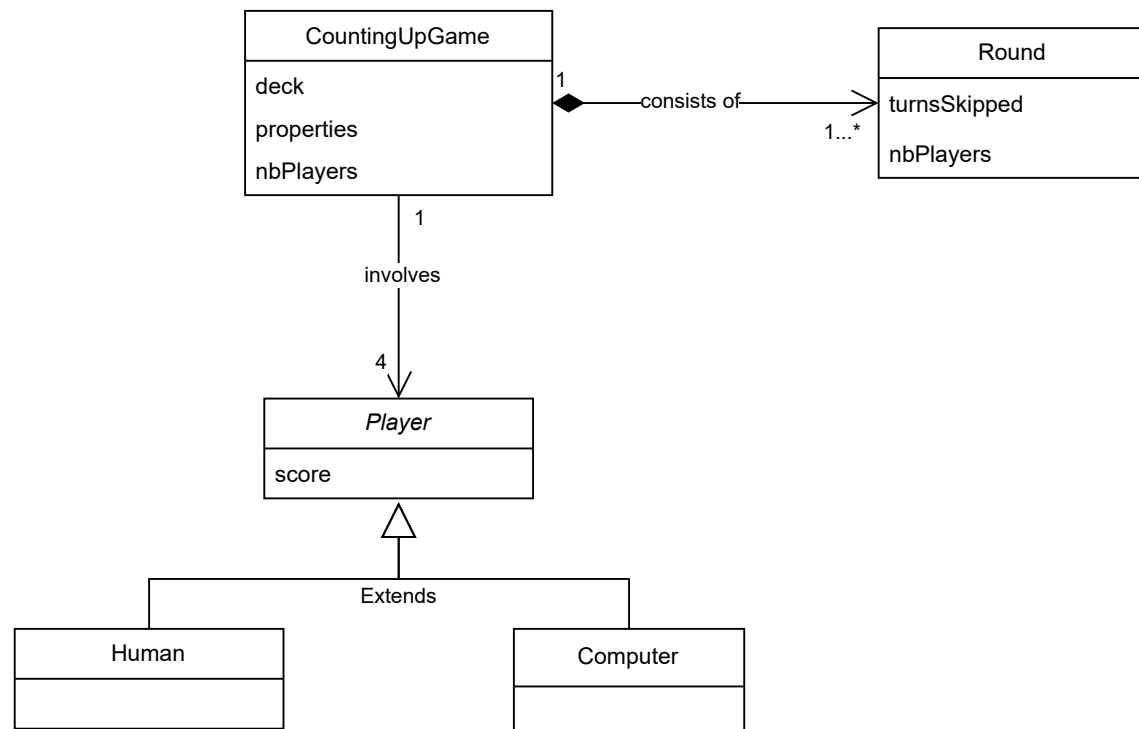 CountingUpGame
deck
properties
nbPlayers
1
consists of
1...*
Round
turnsSkipped
nbPlayers
1
involves
4
Player
score
Extends
Human
Computer